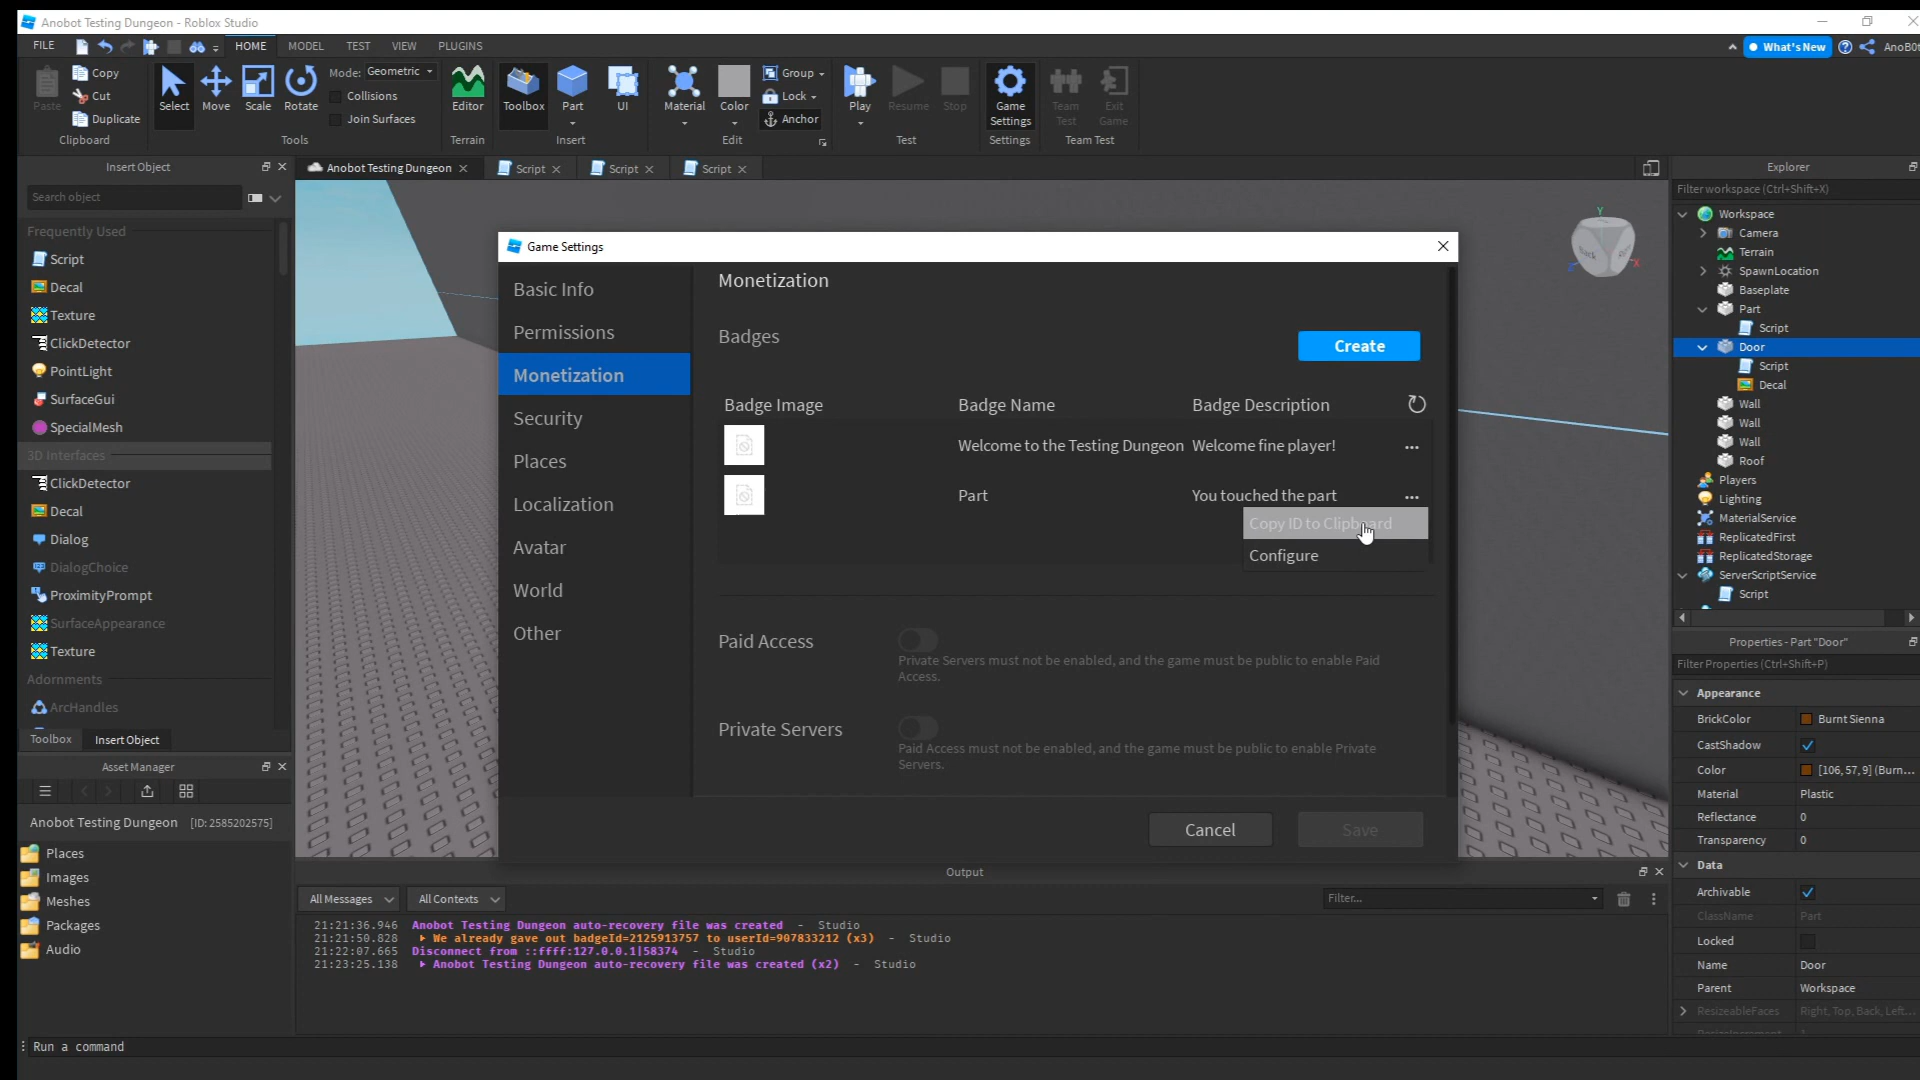 Anobot Testing Dungeon - Roblox Studio
FILE
HOME
MODEL
TEST
VIEW
PLUGINS
What's New
Paste
Copy
Cut
Duplicate
Clipboard
Select
Move
Scale
Rotate
Mode: Geometric
Collisions
Join Surfaces
Tools
Editor
Terrain
Toolbox
Part
UI
Insert
Material
Color
Group
Lock
Anchor
Edit
Play
Resume
Stop
Test
Game
Settings
Settings
Team
Test
Exit
Game
Team Test
Insert Object
Search object
Frequently Used
Script
Decal
Texture
ClickDetector
PointLight
SurfaceGui
SpecialMesh
3D Interfaces
ClickDetector
Decal
Dialog
DialogChoice
ProximityPrompt
SurfaceAppearance
Texture
Adornments
ArcHandles
Toolbox
Insert Object
Asset Manager
Anobot Testing Dungeon [ID: 2585202575]
Places
Images
Meshes
Packages
Audio
Anobot Testing Dungeon
Script
Script
Script
Back
Y
X
Z
Game Settings
Basic Info
Permissions
Monetization
Security
Places
Localization
Avatar
World
Other
Monetization
Badges
Create
Badge Image
Badge Name
Badge Description
Welcome to the Testing Dungeon
Welcome fine player!
...
Part
You touched the part
...
Copy ID to Clipboard
Configure
Paid Access
Private Servers must not be enabled, and the game must be public to enable Paid
Access.
Private Servers
Paid Access must not be enabled, and the game must be public to enable Private
Servers.
Cancel
Save
Output
All Messages
All Contexts
Filter...
21:21:36.946 Anobot Testing Dungeon auto-recovery file was created - Studio
21:21:50.828 We already gave out badgeId=2125913757 to userId=907833212 (x3) - Studio
21:22:07.665 Disconnect from ::ffff:127.0.0.1|58374 - Studio
21:23:25.138 Anobot Testing Dungeon auto-recovery file was created (x2) - Studio
Run a command
Explorer
Filter workspace (Ctrl+Shift+X)
Workspace
Camera
Terrain
SpawnLocation
Baseplate
Part
Script
Door
Script
Decal
Wall
Wall
Wall
Roof
Players
Lighting
MaterialService
ReplicatedFirst
ReplicatedStorage
ServerScriptService
Script
Properties - Part "Door"
Filter Properties (Ctrl+Shift+P)
Appearance
BrickColor Burnt Sienna
CastShadow
Color [106, 57, 9] (Burn...
Material Plastic
Reflectance 0
Transparency 0
Data
Archivable
ClassName Part
Locked
Name Door
Parent Workspace
ResizeableFaces Right, Top, Back, Left...